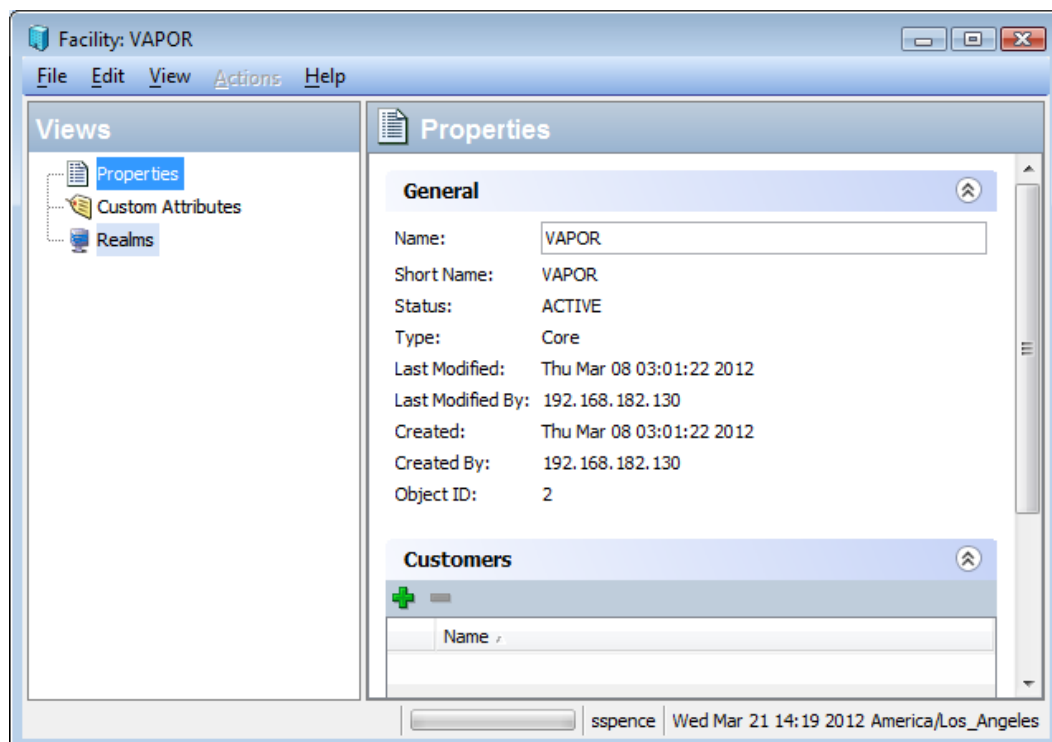 Facility: VAPOR
File Edit View Actions Help
Views
Properties
Custom Attributes
Realms
Properties
General
Name: VAPOR
Short Name: VAPOR
Status: ACTIVE
Type: Core
Last Modified: Thu Mar 08 03:01:22 2012
Last Modified By: 192.168.182.130
Created: Thu Mar 08 03:01:22 2012
Created By: 192.168.182.130
Object ID: 2
Customers
Name
sspence Wed Mar 21 14:19 2012 America/Los_Angeles